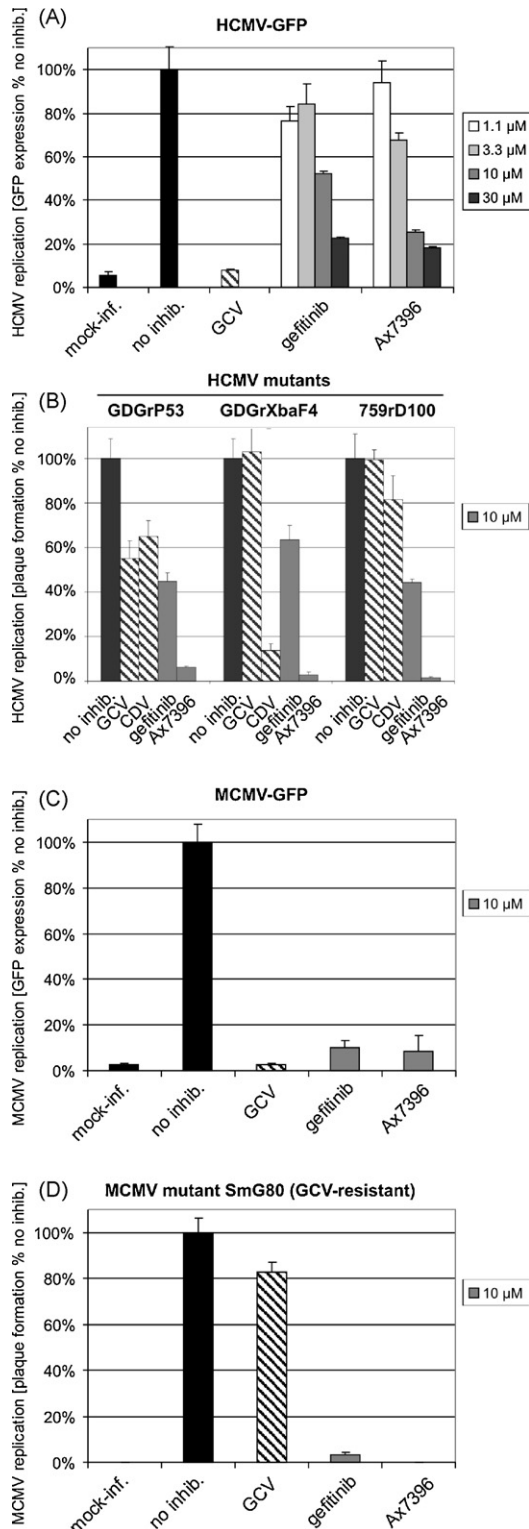 (A)
HCMV-GFP
HCMV replication [GFP expression % no inhib.]
100%
80%
60%
40%
20%
0%
mock-inf.
no inhib.
GCV
gefitinib
Ax7396
1.1 µM
3.3 µM
10 µM
30 µM
HCMV mutants
(B)
GDGrP53 GDGrXbaF4 759rD100
HCMV replication [plaque formation % no inhib.]
100%
80%
60%
40%
20%
0%
no inhib.
GCV
CDV
gefitinib
Ax7396
no inhib.
GCV
CDV
gefitinib
Ax7396
no inhib.
GCV
CDV
gefitinib
Ax7396
10 µM
(C)
MCMV-GFP
MCMV replication [GFP expression % no inhib.]
100%
80%
60%
40%
20%
0%
mock-inf.
no inhib.
GCV
gefitinib
Ax7396
10 µM
(D)
MCMV mutant SmG80 (GCV-resistant)
MCMV replication [plaque formation % no inhib.]
100%
80%
60%
40%
20%
0%
mock-inf.
no inhib.
GCV
gefitinib
Ax7396
10 µM